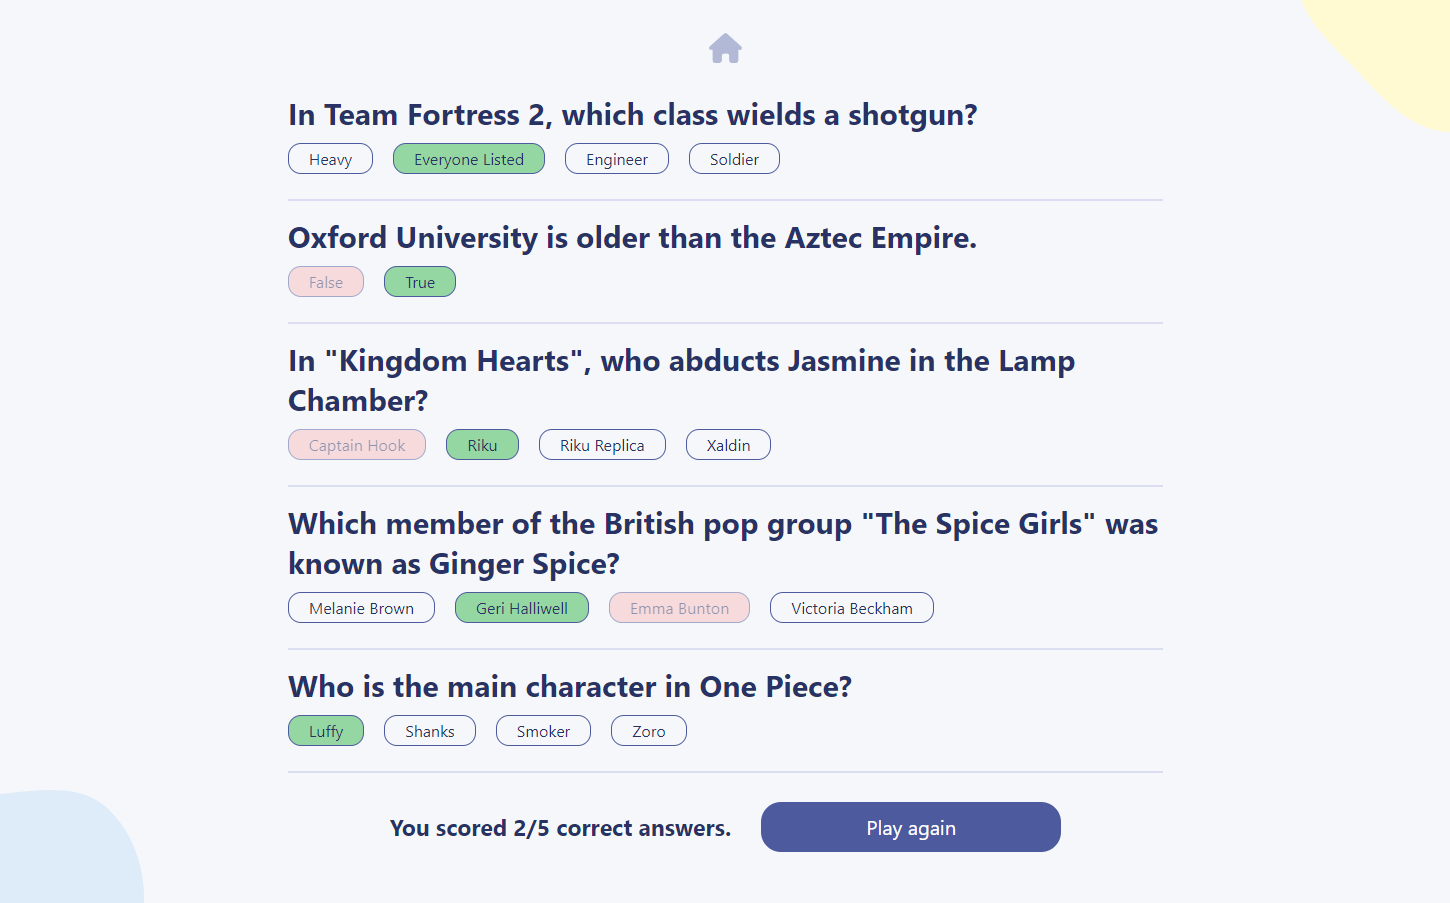 In Team Fortress 2, which class wields a shotgun?
Heavy Everyone Listed Engineer Soldier
Oxford University is older than the Aztec Empire.
False True
In "Kingdom Hearts", who abducts Jasmine in the Lamp
Chamber?
Captain Hook Riku Riku Replica Xaldin
Which member of the British pop group "The Spice Girls" was
known as Ginger Spice?
Melanie Brown Geri Halliwell Emma Bunton Victoria Beckham
Who is the main character in One Piece?
Luffy Shanks Smoker Zoro
You scored 2/5 correct answers. Play again